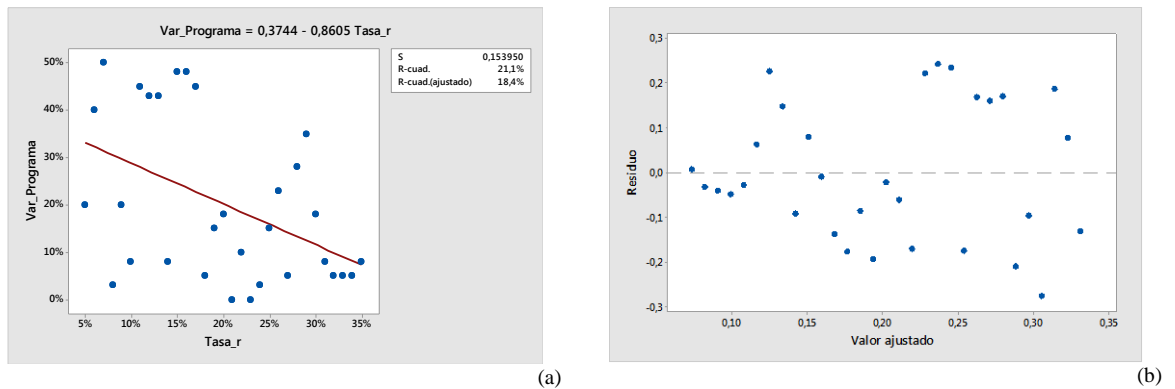 Var_Programa = 0,3744 - 0,8605 Tasa_r
S 0,153950
R-cuad. 21,1%
R-cuad.(ajustado) 18,4%
50%
40%
30%
20%
10%
0%
Var_Programa
5% 10% 15% 20% 25% 30% 35%
Tasa_r
(a)
0,3
0,2
0,1
0,0
-0,1
-0,2
-0,3
Residuo
0,10 0,15 0,20 0,25 0,30 0,35
Valor ajustado
(b)